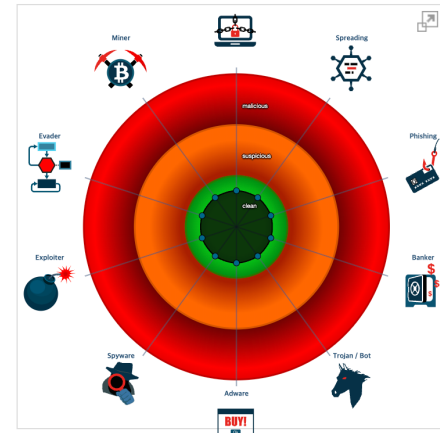 Miner
Spreading
malicious
Evader
suspicious
Phishing
clean
Exploiter
Banker
$
$
$
Spyware
Trojan / Bot
Adware
BUY!